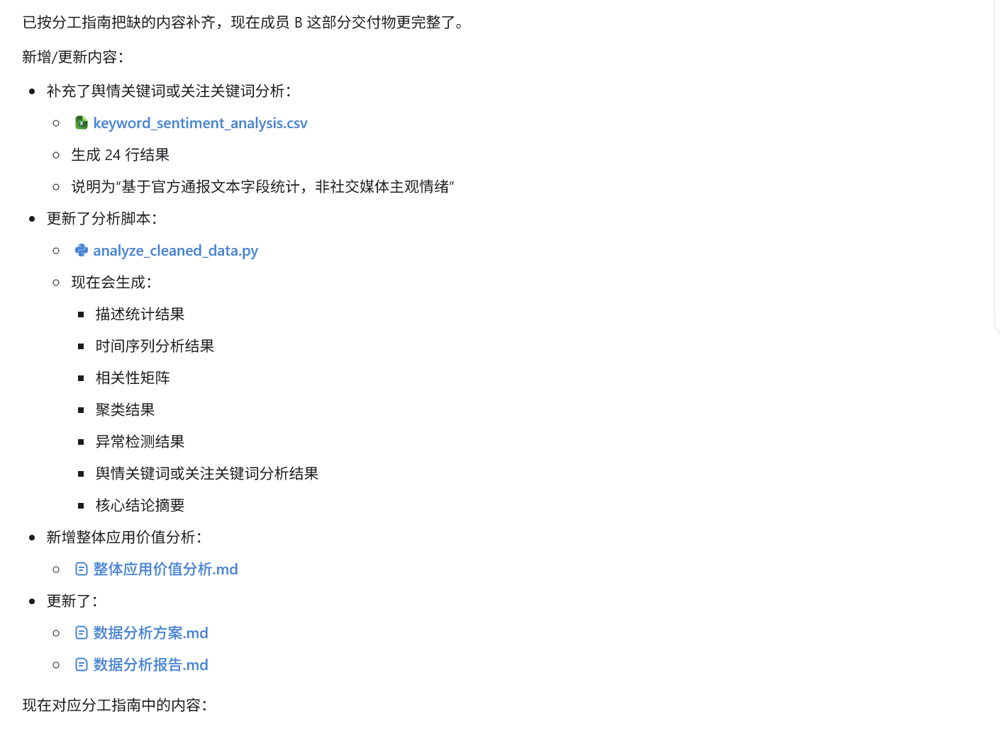 已按分工指南把缺的内容补齐，现在成员 B 这部分交付物更完整了。
新增/更新内容：
补充了舆情关键词或关注关键词分析：
keyword_sentiment_analysis.csv
生成 24 行结果
说明为“基于官方通报文本字段统计，非社交媒体主观情绪”
更新了分析脚本：
analyze_cleaned_data.py
现在会生成：
描述统计结果
时间序列分析结果
相关性矩阵
聚类结果
异常检测结果
舆情关键词或关注关键词分析结果
核心结论摘要
新增整体应用价值分析：
整体应用价值分析.md
更新了：
数据分析方案.md
数据分析报告.md
现在对应分工指南中的内容：